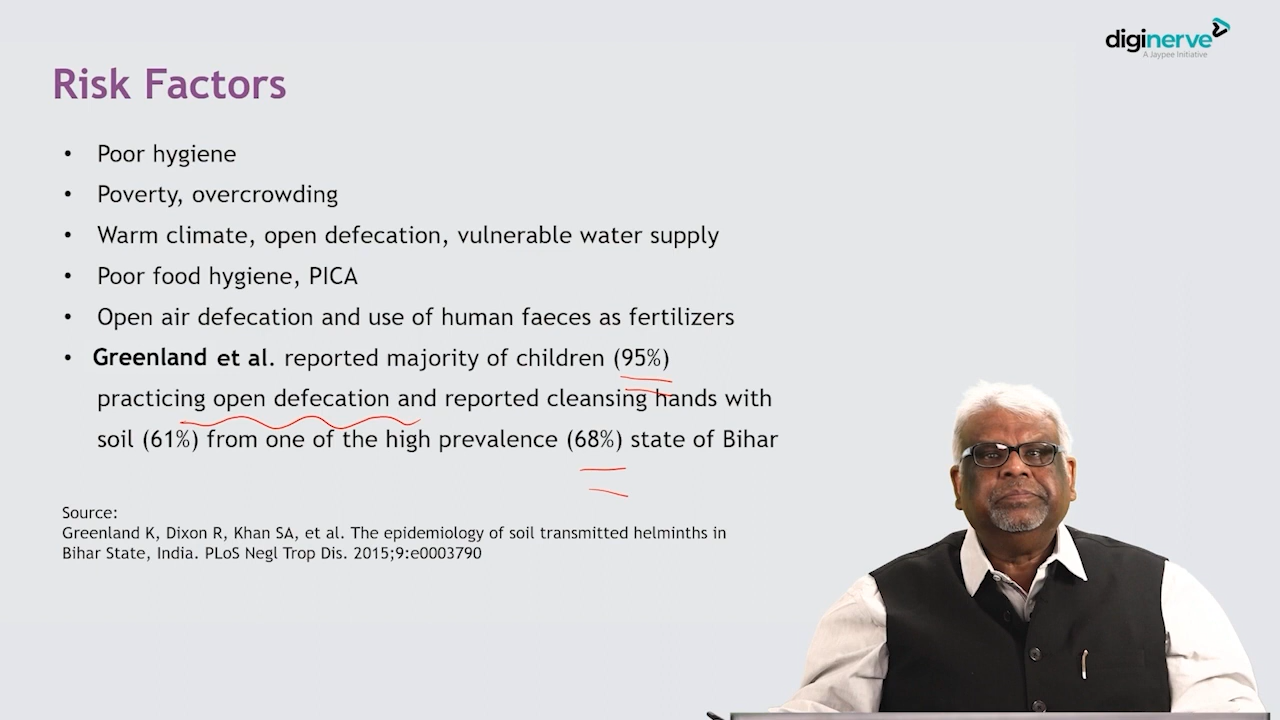 diginerve
A Jaypee Initiative
Risk Factors
• Poor hygiene
• Poverty, overcrowding
• Warm climate, open defecation, vulnerable water supply
• Poor food hygiene, PICA
• Open air defecation and use of human faeces as fertilizers
• Greenland et al. reported majority of children (95%)
practicing open defecation and reported cleansing hands with
soil (61%) from one of the high prevalence (68%) state of Bihar
Source:
Greenland K, Dixon R, Khan SA, et al. The epidemiology of soil transmitted helminths in
Bihar State, India. PLoS Negl Trop Dis. 2015;9:e0003790